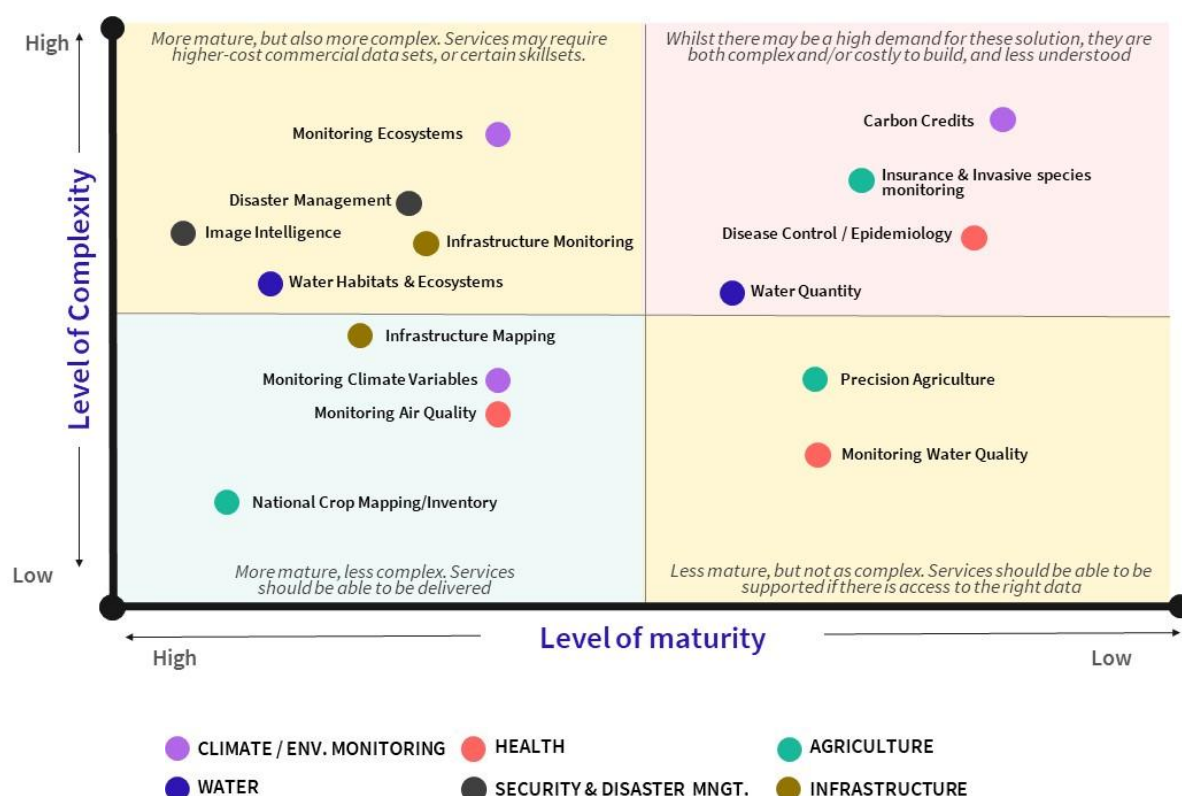 High
More mature, but also more complex. Services may require
higher-cost commercial data sets, or certain skillsets.
Whilst there may be a high demand for these solution, they are
both complex and/or costly to build, and less understood
Monitoring Ecosystems
Carbon Credits
Insurance & Invasive species
monitoring
Disaster Management
Image Intelligence
Infrastructure Monitoring
Disease Control / Epidemiology
Water Habitats & Ecosystems
Water Quantity
Level of Complexity
Infrastructure Mapping
Monitoring Climate Variables
Precision Agriculture
Monitoring Air Quality
Monitoring Water Quality
National Crop Mapping/Inventory
Low
More mature, less complex. Services
should be able to be delivered
Less mature, but not as complex. Services should be able to be
supported if there is access to the right data
Level of maturity
High
Low
CLIMATE / ENV. MONITORING
HEALTH
AGRICULTURE
WATER
SECURITY & DISASTER MNGT.
INFRASTRUCTURE